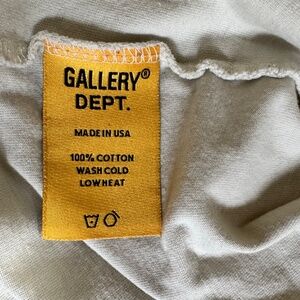 GALLERY®
DEPT.
MADE IN USA
100% COTTON
WASH COLD
LOW HEAT